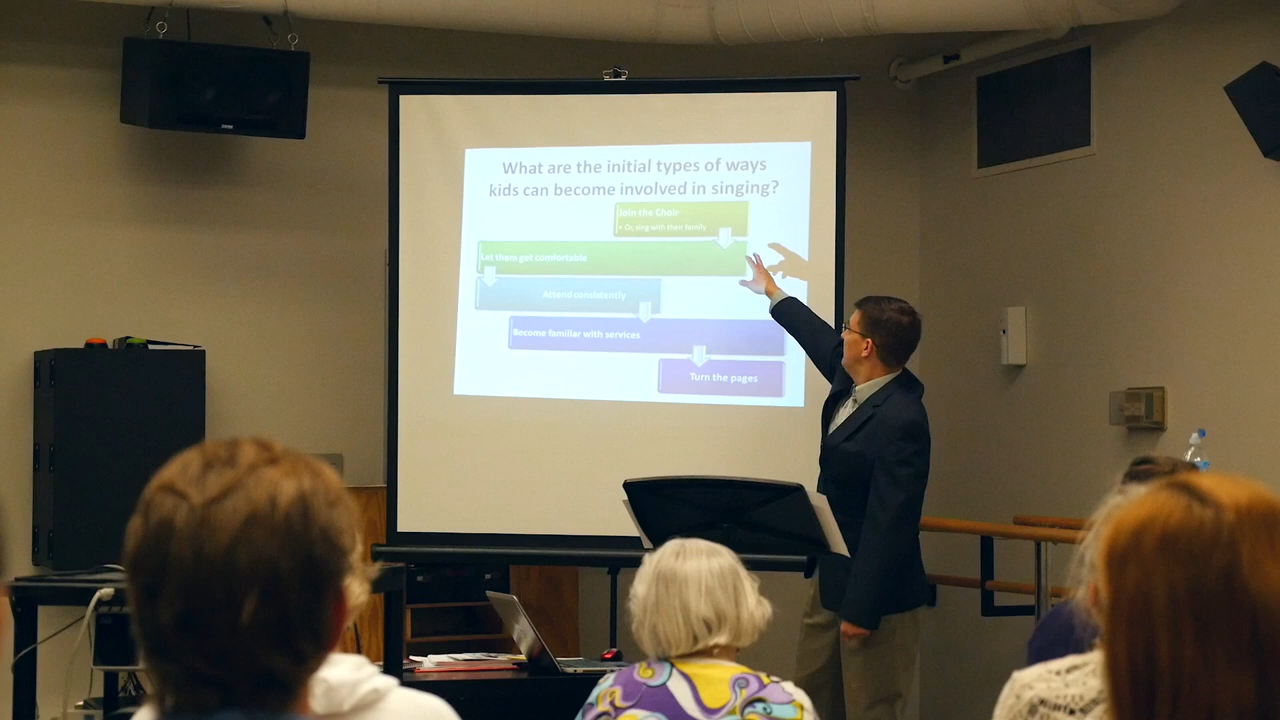 What are the initial types of ways
kids can become involved in singing?
Join the Choir
• Or, sing with their family
Let them get comfortable
Attend consistently
Become familiar with services
Turn the pages